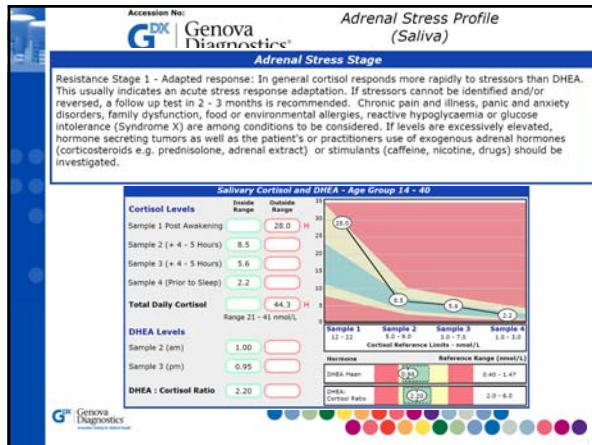 Accession No:
GDX | Genova Diagnostics®
Adrenal Stress Profile
(Saliva)
Adrenal Stress Stage
Resistance Stage 1 - Adapted response: In general cortisol responds more rapidly to stressors than DHEA.
This usually indicates an acute stress response adaptation. If stressors cannot be identified and/or
reversed, a follow up test in 2 - 3 months is recommended. Chronic pain and illness, panic and anxiety
disorders, family dysfunction, food or environmental allergies, reactive hypoglycaemia or glucose
intolerance (Syndrome X) are among conditions to be considered. If levels are excessively elevated,
hormone secreting tumors as well as the patient's or practitioners use of exogenous adrenal hormones
(corticosteroids e.g. prednisolone, adrenal extract) or stimulants (caffeine, nicotine, drugs) should be
investigated.
Salivary Cortisol and DHEA - Age Group 14 - 40
Cortisol Levels Inside Range Outside Range
Sample 1 Post Awakening 28.0 H
Sample 2 (+ 4 - 5 Hours) 8.5
Sample 3 (+ 4 - 5 Hours) 5.6
Sample 4 (Prior to Sleep) 2.2
Total Daily Cortisol 44.3 H
Range 21 - 41 nmol/L
DHEA Levels
Sample 2 (am) 1.00
Sample 3 (pm) 0.95
DHEA : Cortisol Ratio 2.20
35
30
25
20
15
10
5
0
28.0
8.5
5.6
2.2
Sample 1 Sample 2 Sample 3 Sample 4
12 - 22 5.0 - 9.0 3.0 - 7.0 1.0 - 3.0
Cortisol Reference Limits - nmol/L
Hormone Reference Range (nmol/L)
DHEA Mean 0.40 - 1.47
DHEA: Cortisol Ratio 2.20 2.0 - 6.0
GDX | Genova Diagnostics®